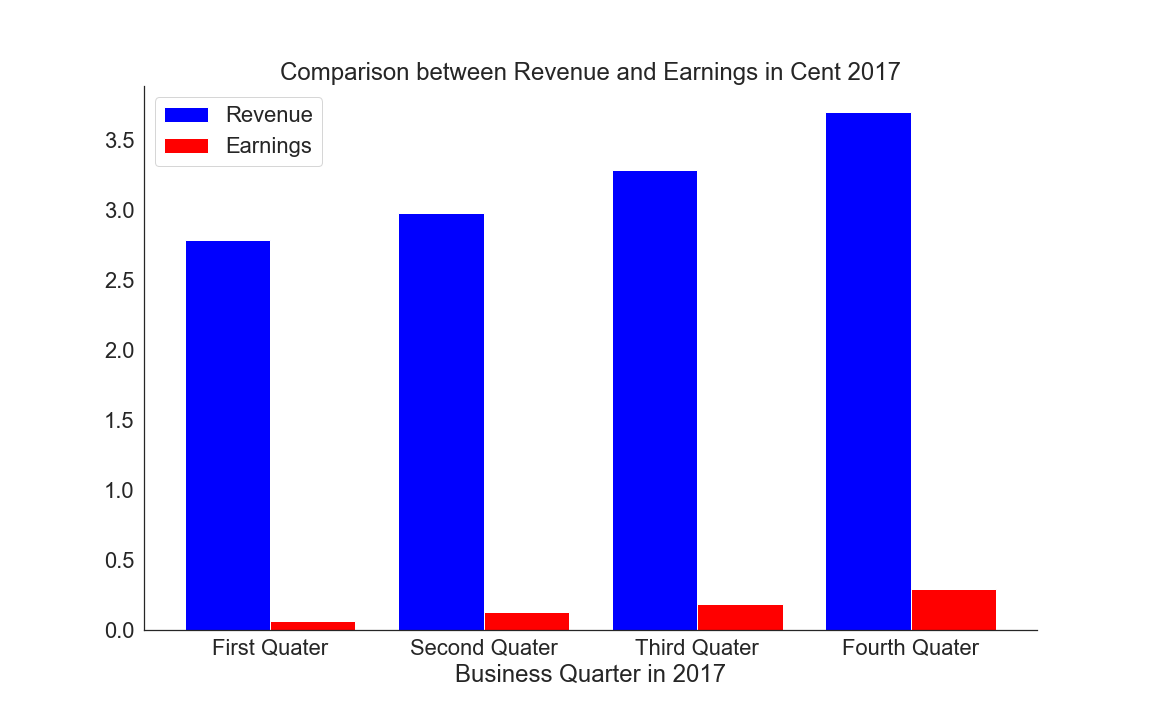 Comparison between Revenue and Earnings in Cent 2017
Revenue
Earnings
3.5
3.0
2.5
2.0
1.5
1.0
0.5
0.0
First Quater
Second Quater
Third Quater
Fourth Quater
Business Quarter in 2017